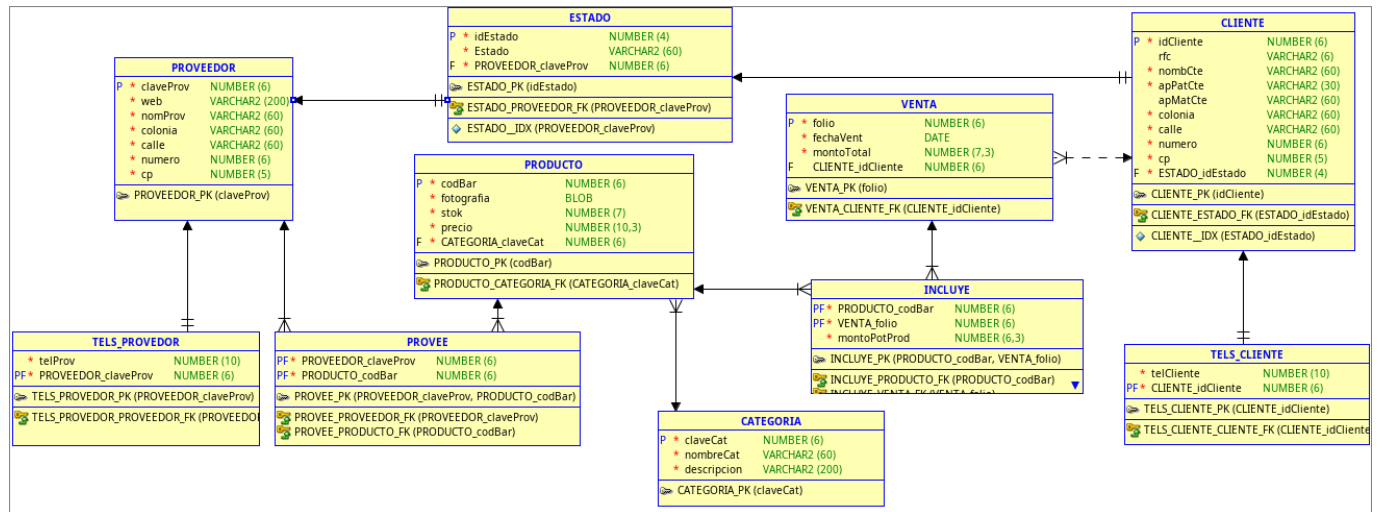 ESTADO
P * idEstado NUMBER (4)
* Estado VARCHAR2 (60)
F * PROVEEDOR_claveProv NUMBER (6)
ESTADO_PK (idEstado)
ESTADO_PROVEEDOR_FK (PROVEEDOR_claveProv)
ESTADO__IDX (PROVEEDOR_claveProv)
CLIENTE
P * idCliente NUMBER (6)
rfc VARCHAR2 (6)
* nombCte VARCHAR2 (60)
* apPatCte VARCHAR2 (30)
apMatCte VARCHAR2 (60)
* colonia VARCHAR2 (60)
* calle VARCHAR2 (60)
* numero NUMBER (6)
* cp NUMBER (5)
F * ESTADO_idEstado NUMBER (4)
CLIENTE_PK (idCliente)
CLIENTE_ESTADO_FK (ESTADO_idEstado)
CLIENTE__IDX (ESTADO_idEstado)
PROVEEDOR
P * claveProv NUMBER (6)
* web VARCHAR2 (200)
* nomProv VARCHAR2 (60)
* colonia VARCHAR2 (60)
* calle VARCHAR2 (60)
* numero NUMBER (6)
* cp NUMBER (5)
PROVEEDOR_PK (claveProv)
VENTA
P * folio NUMBER (6)
* fechaVent DATE
* montoTotal NUMBER (7,3)
F CLIENTE_idCliente NUMBER (6)
VENTA_PK (folio)
VENTA_CLIENTE_FK (CLIENTE_idCliente)
PRODUCTO
P * codBar NUMBER (6)
* fotografia BLOB
* stok NUMBER (7)
* precio NUMBER (10,3)
F * CATEGORIA_claveCat NUMBER (6)
PRODUCTO_PK (codBar)
PRODUCTO_CATEGORIA_FK (CATEGORIA_claveCat)
INCLUYE
PF* PRODUCTO_codBar NUMBER (6)
PF* VENTA_folio NUMBER (6)
* montoPotProd NUMBER (6,3)
INCLUYE_PK (PRODUCTO_codBar, VENTA_folio)
INCLUYE_PRODUCTO_FK (PRODUCTO_codBar)
INCLUYE_VENTA_FK (VENTA_folio)
TELS_PROVEDOR
* telProv NUMBER (10)
PF* PROVEEDOR_claveProv NUMBER (6)
TELS_PROVEDOR_PK (PROVEEDOR_claveProv)
TELS_PROVEDOR_PROVEEDOR_FK (PROVEEDO
PROVEE
PF* PROVEEDOR_claveProv NUMBER (6)
PF* PRODUCTO_codBar NUMBER (6)
PROVEE_PK (PROVEEDOR_claveProv, PRODUCTO_codBar)
PROVEE_PROVEEDOR_FK (PROVEEDOR_claveProv)
PROVEE_PRODUCTO_FK (PRODUCTO_codBar)
TELS_CLIENTE
* telCliente NUMBER (10)
PF* CLIENTE_idCliente NUMBER (6)
TELS_CLIENTE_PK (CLIENTE_idCliente)
TELS_CLIENTE_CLIENTE_FK (CLIENTE_idCliente
CATEGORIA
P * claveCat NUMBER (6)
* nombreCat VARCHAR2 (60)
* descripcion VARCHAR2 (200)
CATEGORIA_PK (claveCat)